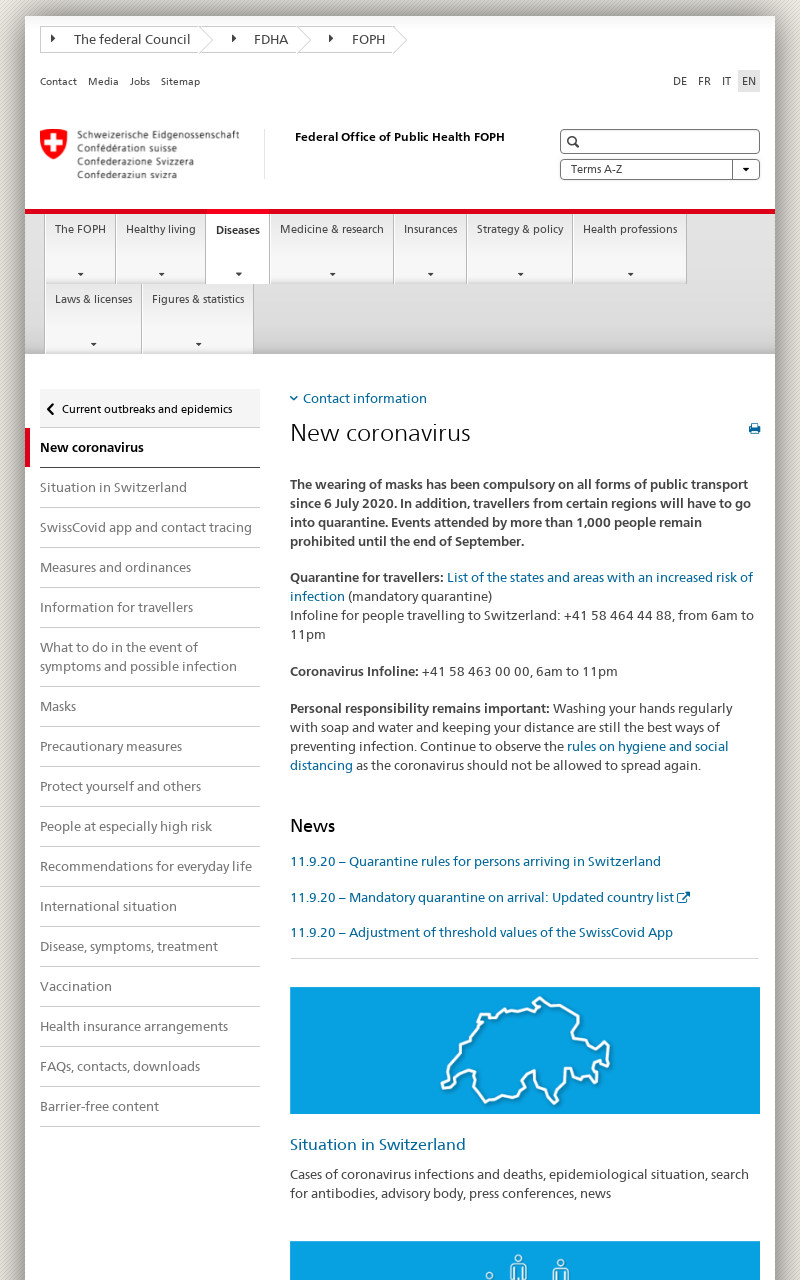 The federal Council
FDHA
FOPH
Contact Media Jobs Sitemap
DE FR IT EN
Schweizerische Eidgenossenschaft
Confédération suisse
Confederazione Svizzera
Confederaziun svizra
Federal Office of Public Health FOPH
Terms A-Z
The FOPH
Healthy living
Diseases
Medicine & research
Insurances
Strategy & policy
Health professions
Laws & licenses
Figures & statistics
Current outbreaks and epidemics
New coronavirus
Situation in Switzerland
SwissCovid app and contact tracing
Measures and ordinances
Information for travellers
What to do in the event of
symptoms and possible infection
Masks
Precautionary measures
Protect yourself and others
People at especially high risk
Recommendations for everyday life
International situation
Disease, symptoms, treatment
Vaccination
Health insurance arrangements
FAQs, contacts, downloads
Barrier-free content
Contact information
New coronavirus
The wearing of masks has been compulsory on all forms of public transport
since 6 July 2020. In addition, travellers from certain regions will have to go
into quarantine. Events attended by more than 1,000 people remain
prohibited until the end of September.
Quarantine for travellers: List of the states and areas with an increased risk of
infection (mandatory quarantine)
Infoline for people travelling to Switzerland: +41 58 464 44 88, from 6am to
11pm
Coronavirus Infoline: +41 58 463 00 00, 6am to 11pm
Personal responsibility remains important: Washing your hands regularly
with soap and water and keeping your distance are still the best ways of
preventing infection. Continue to observe the rules on hygiene and social
distancing as the coronavirus should not be allowed to spread again.
News
11.9.20 – Quarantine rules for persons arriving in Switzerland
11.9.20 – Mandatory quarantine on arrival: Updated country list
11.9.20 – Adjustment of threshold values of the SwissCovid App
Situation in Switzerland
Cases of coronavirus infections and deaths, epidemiological situation, search
for antibodies, advisory body, press conferences, news